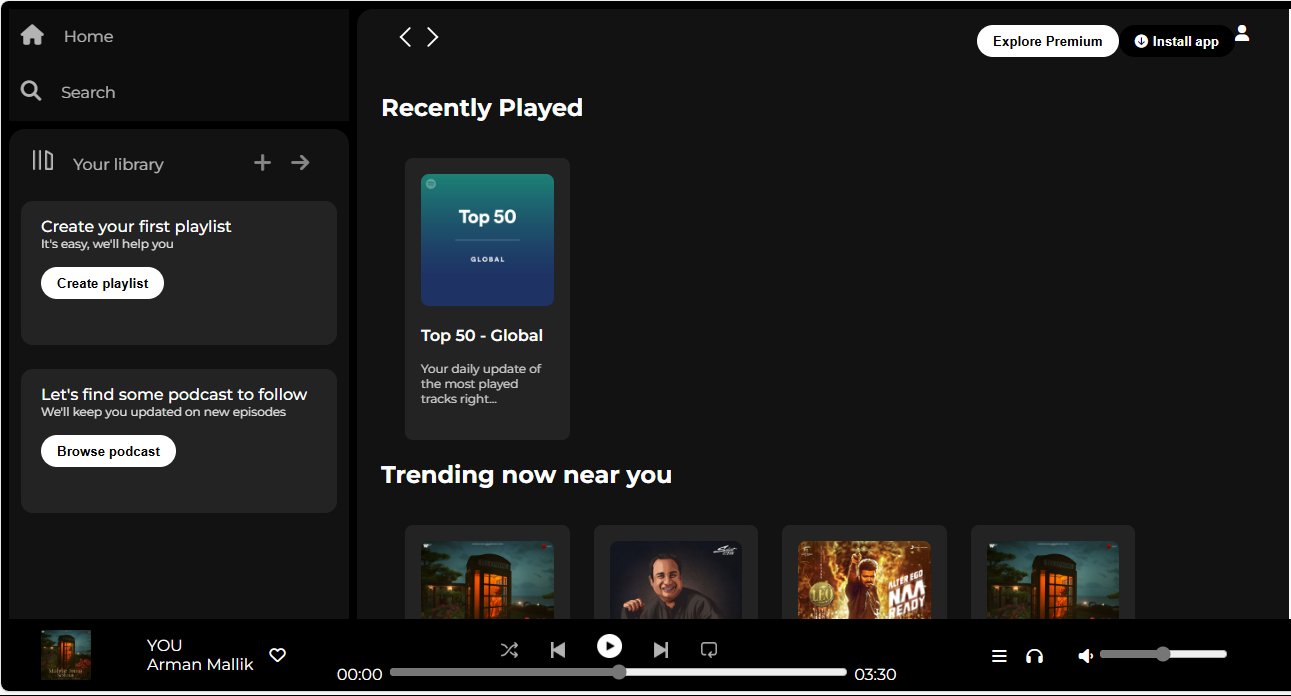 Home
Search
Your library
Create your first playlist
It's easy, we'll help you
Create playlist
Let's find some podcast to follow
We'll keep you updated on new episodes
Browse podcast
Explore Premium
Install app
Recently Played
Top 50
GLOBAL
Top 50 - Global
Your daily update of
the most played
tracks right...
Trending now near you
LEO
ALTER EGO
NAA
READY
YOU
Arman Mallik
00:00
03:30